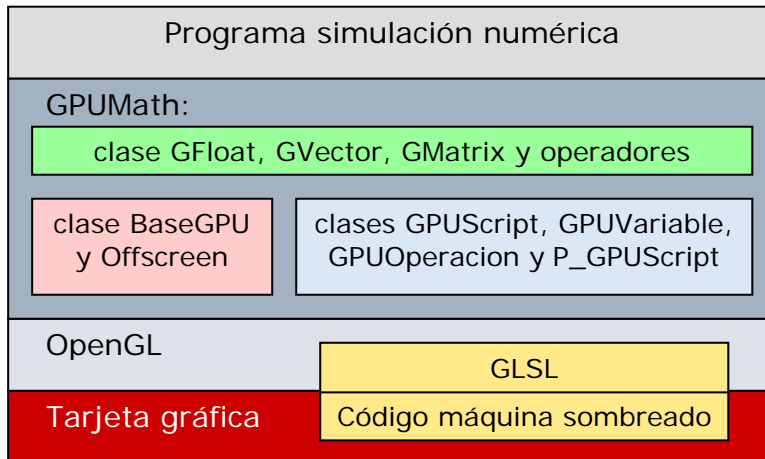 Programa simulación numérica
GPUMath:
clase GFloat, GVector, GMatrix y operadores
clase BaseGPU
y Offscreen
clases GPUScript, GPUVariable,
GPUOperacion y P_GPUScript
OpenGL
GLSL
Tarjeta gráfica
Código máquina sombreado